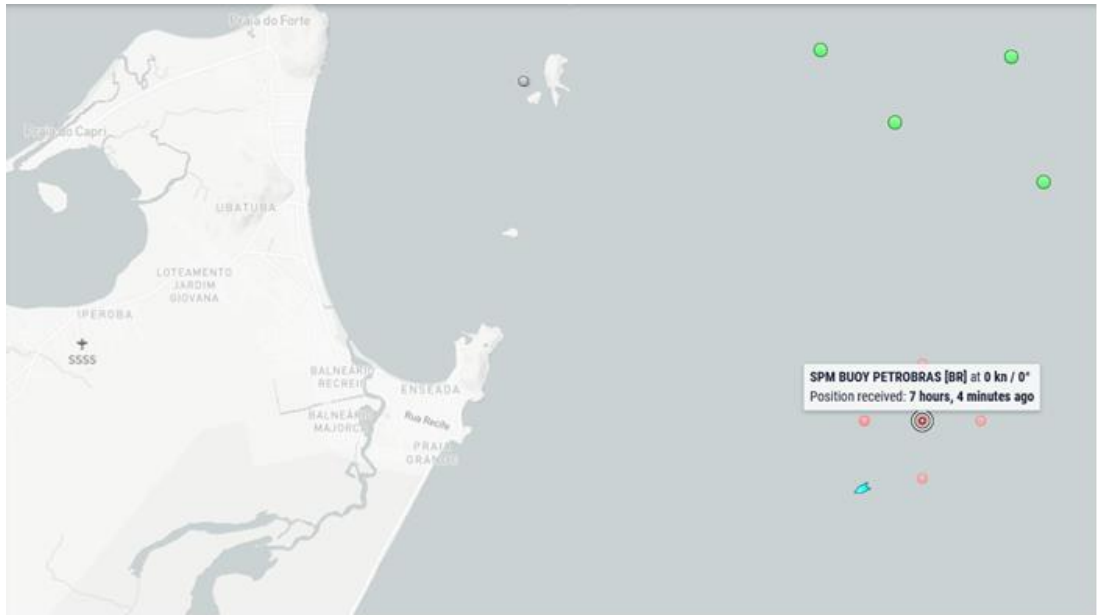 Praia do Forte
do Capri
UBATUBA
LOTEAMENTO
JARDIM
GIOVANA
IPEROBA
SSSS
BALNEÁRIO
RECREIO
ENSEADA
BALNEÁRIO
MAJORCA
Rua Recife
PRAIA
GRANDE
SPM BUOY PETROBRAS [BR] at 0 kn / 0°
Position received: 7 hours, 4 minutes ago